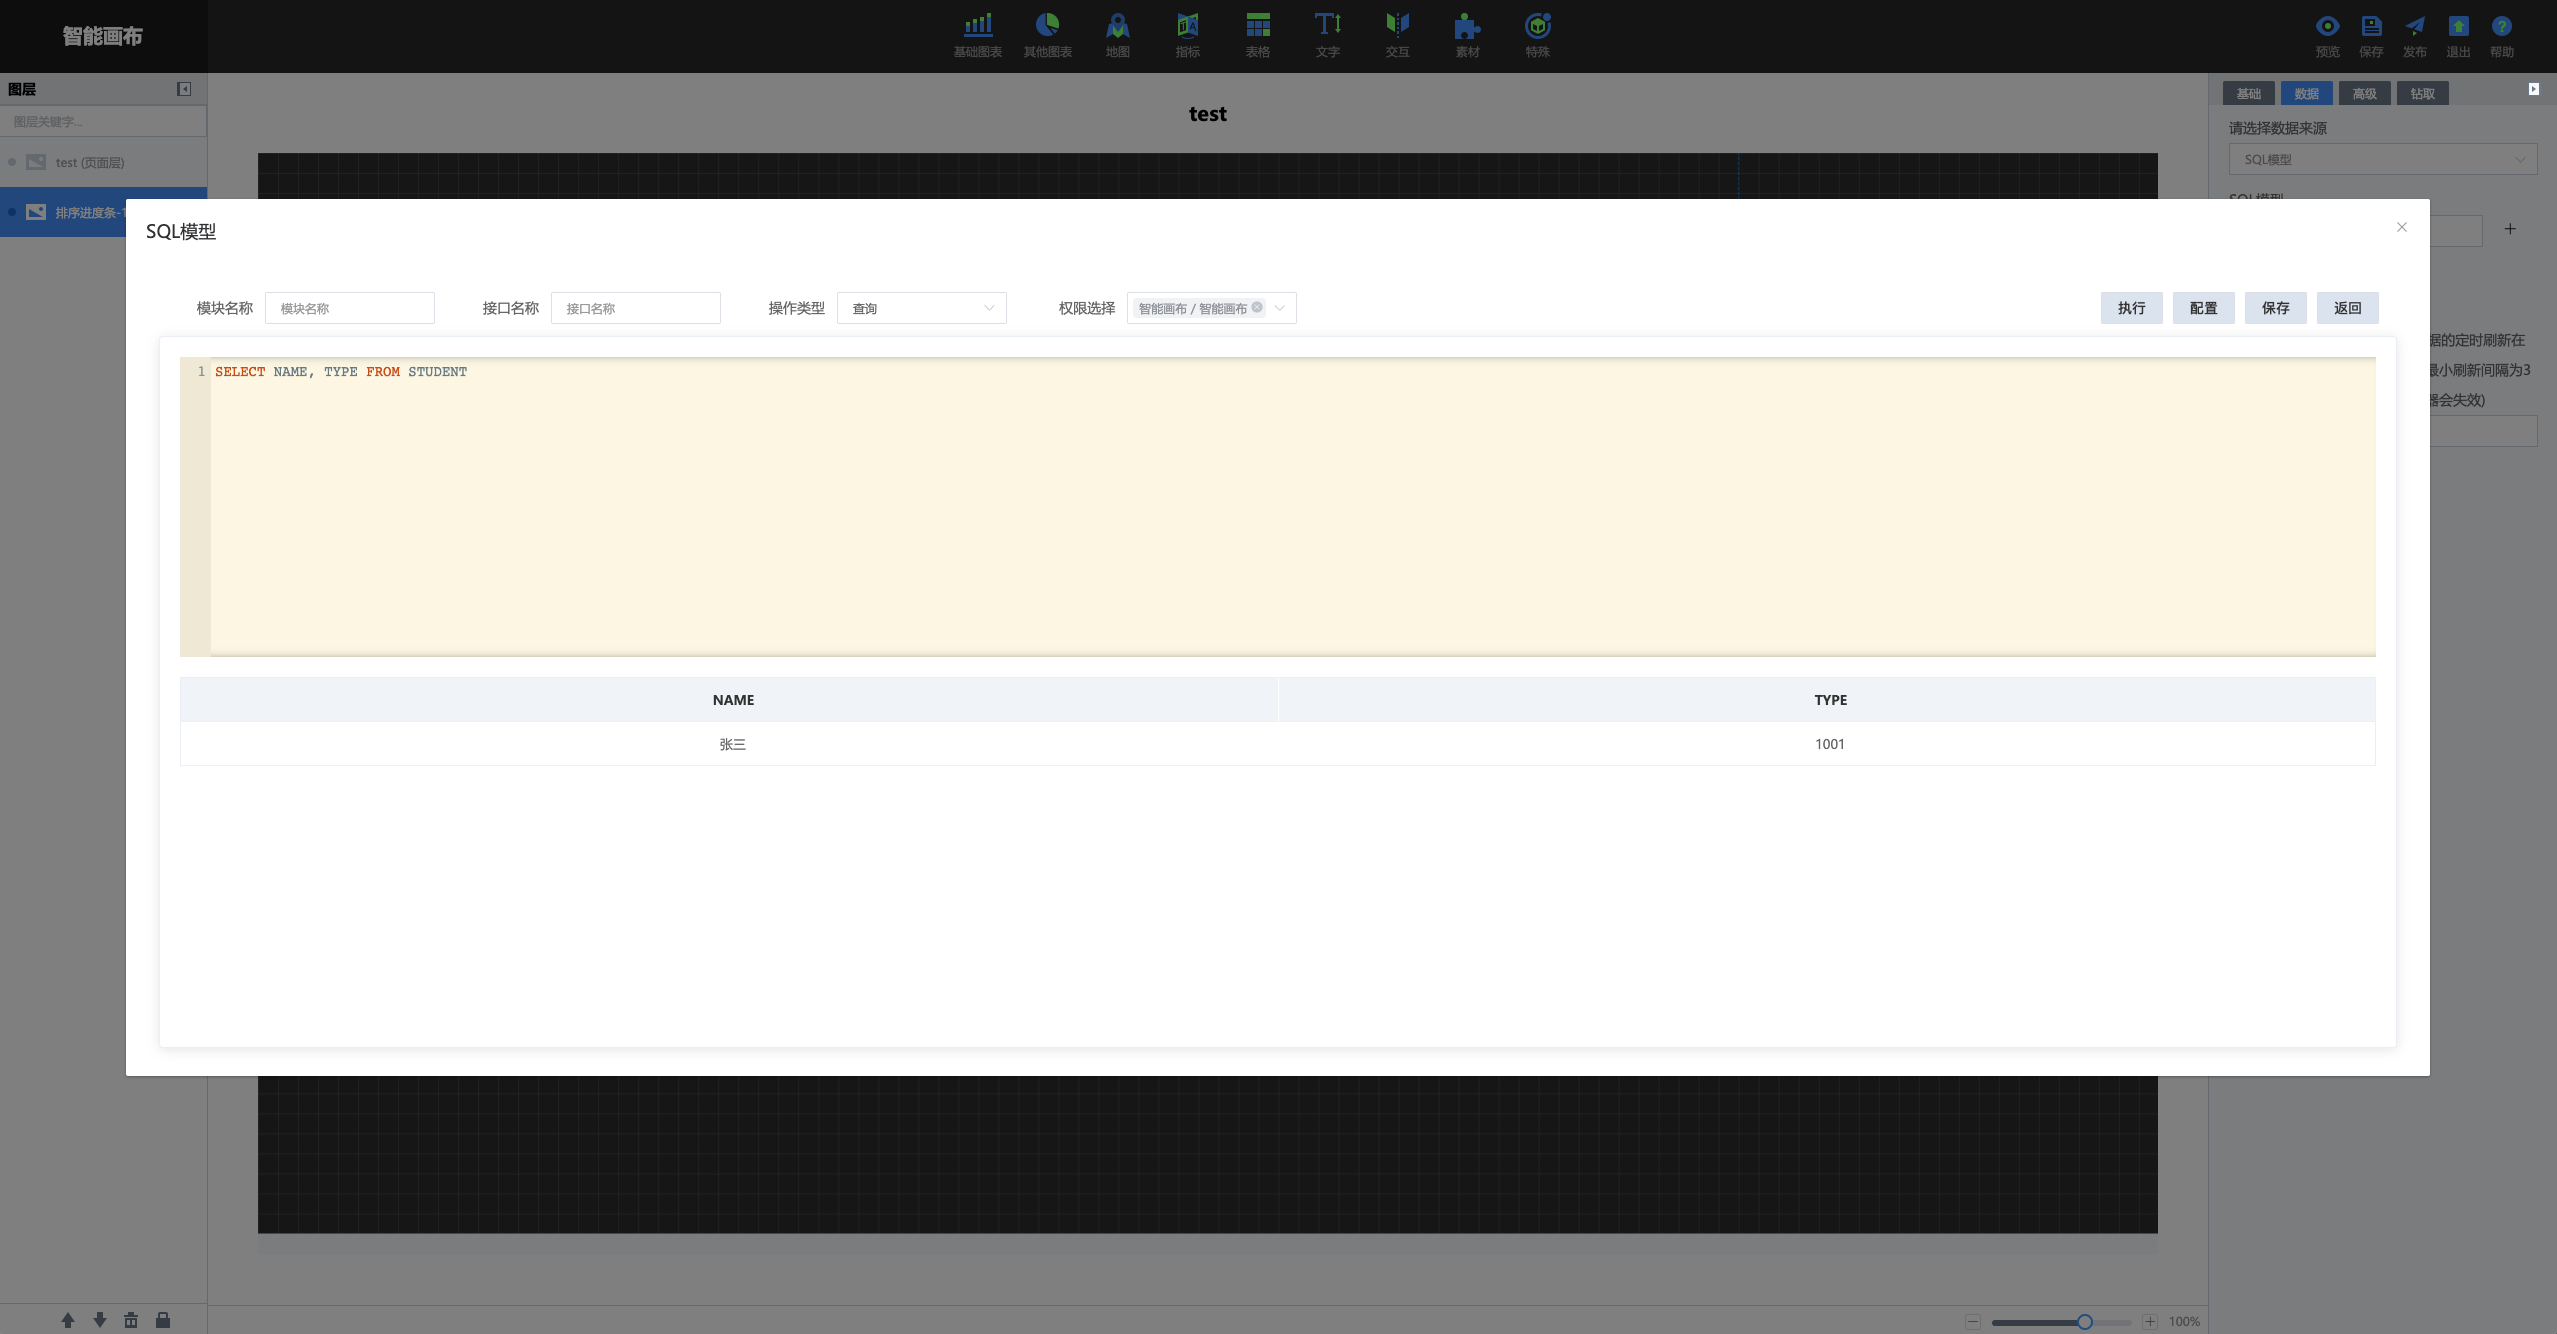 智能画布
基础图表 其他图表 地图 指标 表格 文字 交互 素材 特殊
预览 保存 发布 退出 帮助
图层
图层关键字...
test (页面层)
排序进度条-1
test
基础 数据 高级 钻取
请选择数据来源
SQL模型
SQL模型
据的定时刷新在
最小刷新间隔为3
器会失效)
SQL模型
模块名称 模块名称 接口名称 接口名称 操作类型 查询 权限选择 智能画布 / 智能画布
执行 配置 保存 返回
1 SELECT NAME, TYPE FROM STUDENT
NAME TYPE
张三 1001
100%